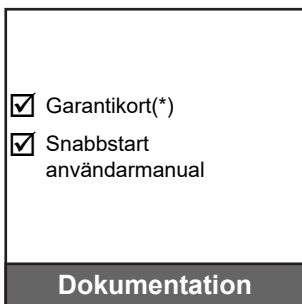 ☑ Garantikort(*)
☑ Snabbstart
användarmanual
Dokumentation